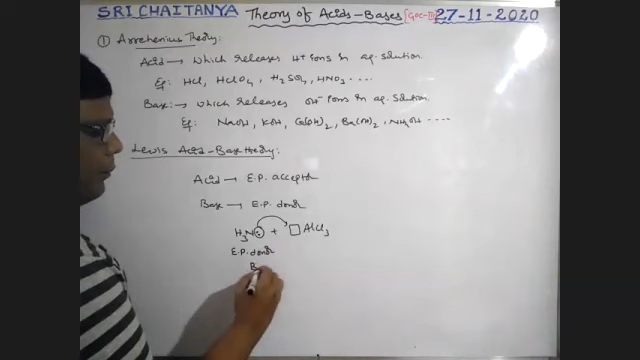 SRI CHAITANYA Theory of Acids-Bases [GOC-II] 27-11-2020
① Arrehenius Theory:
Acid → which releases H+ ions in aq. solution.
Eg: HCl, HClO4, H2SO4, HNO3 ....
Base: → which releases OH- ions in aq. solution.
Eg: NaOH, KOH, Ca(OH)2, Ba(OH)2, NH4OH ....
Lewis Acid-Base theory:
Acid → E.P. acceptor
Base → E.P. donor
H3N: + □ AlCl3
E.P. donor
B